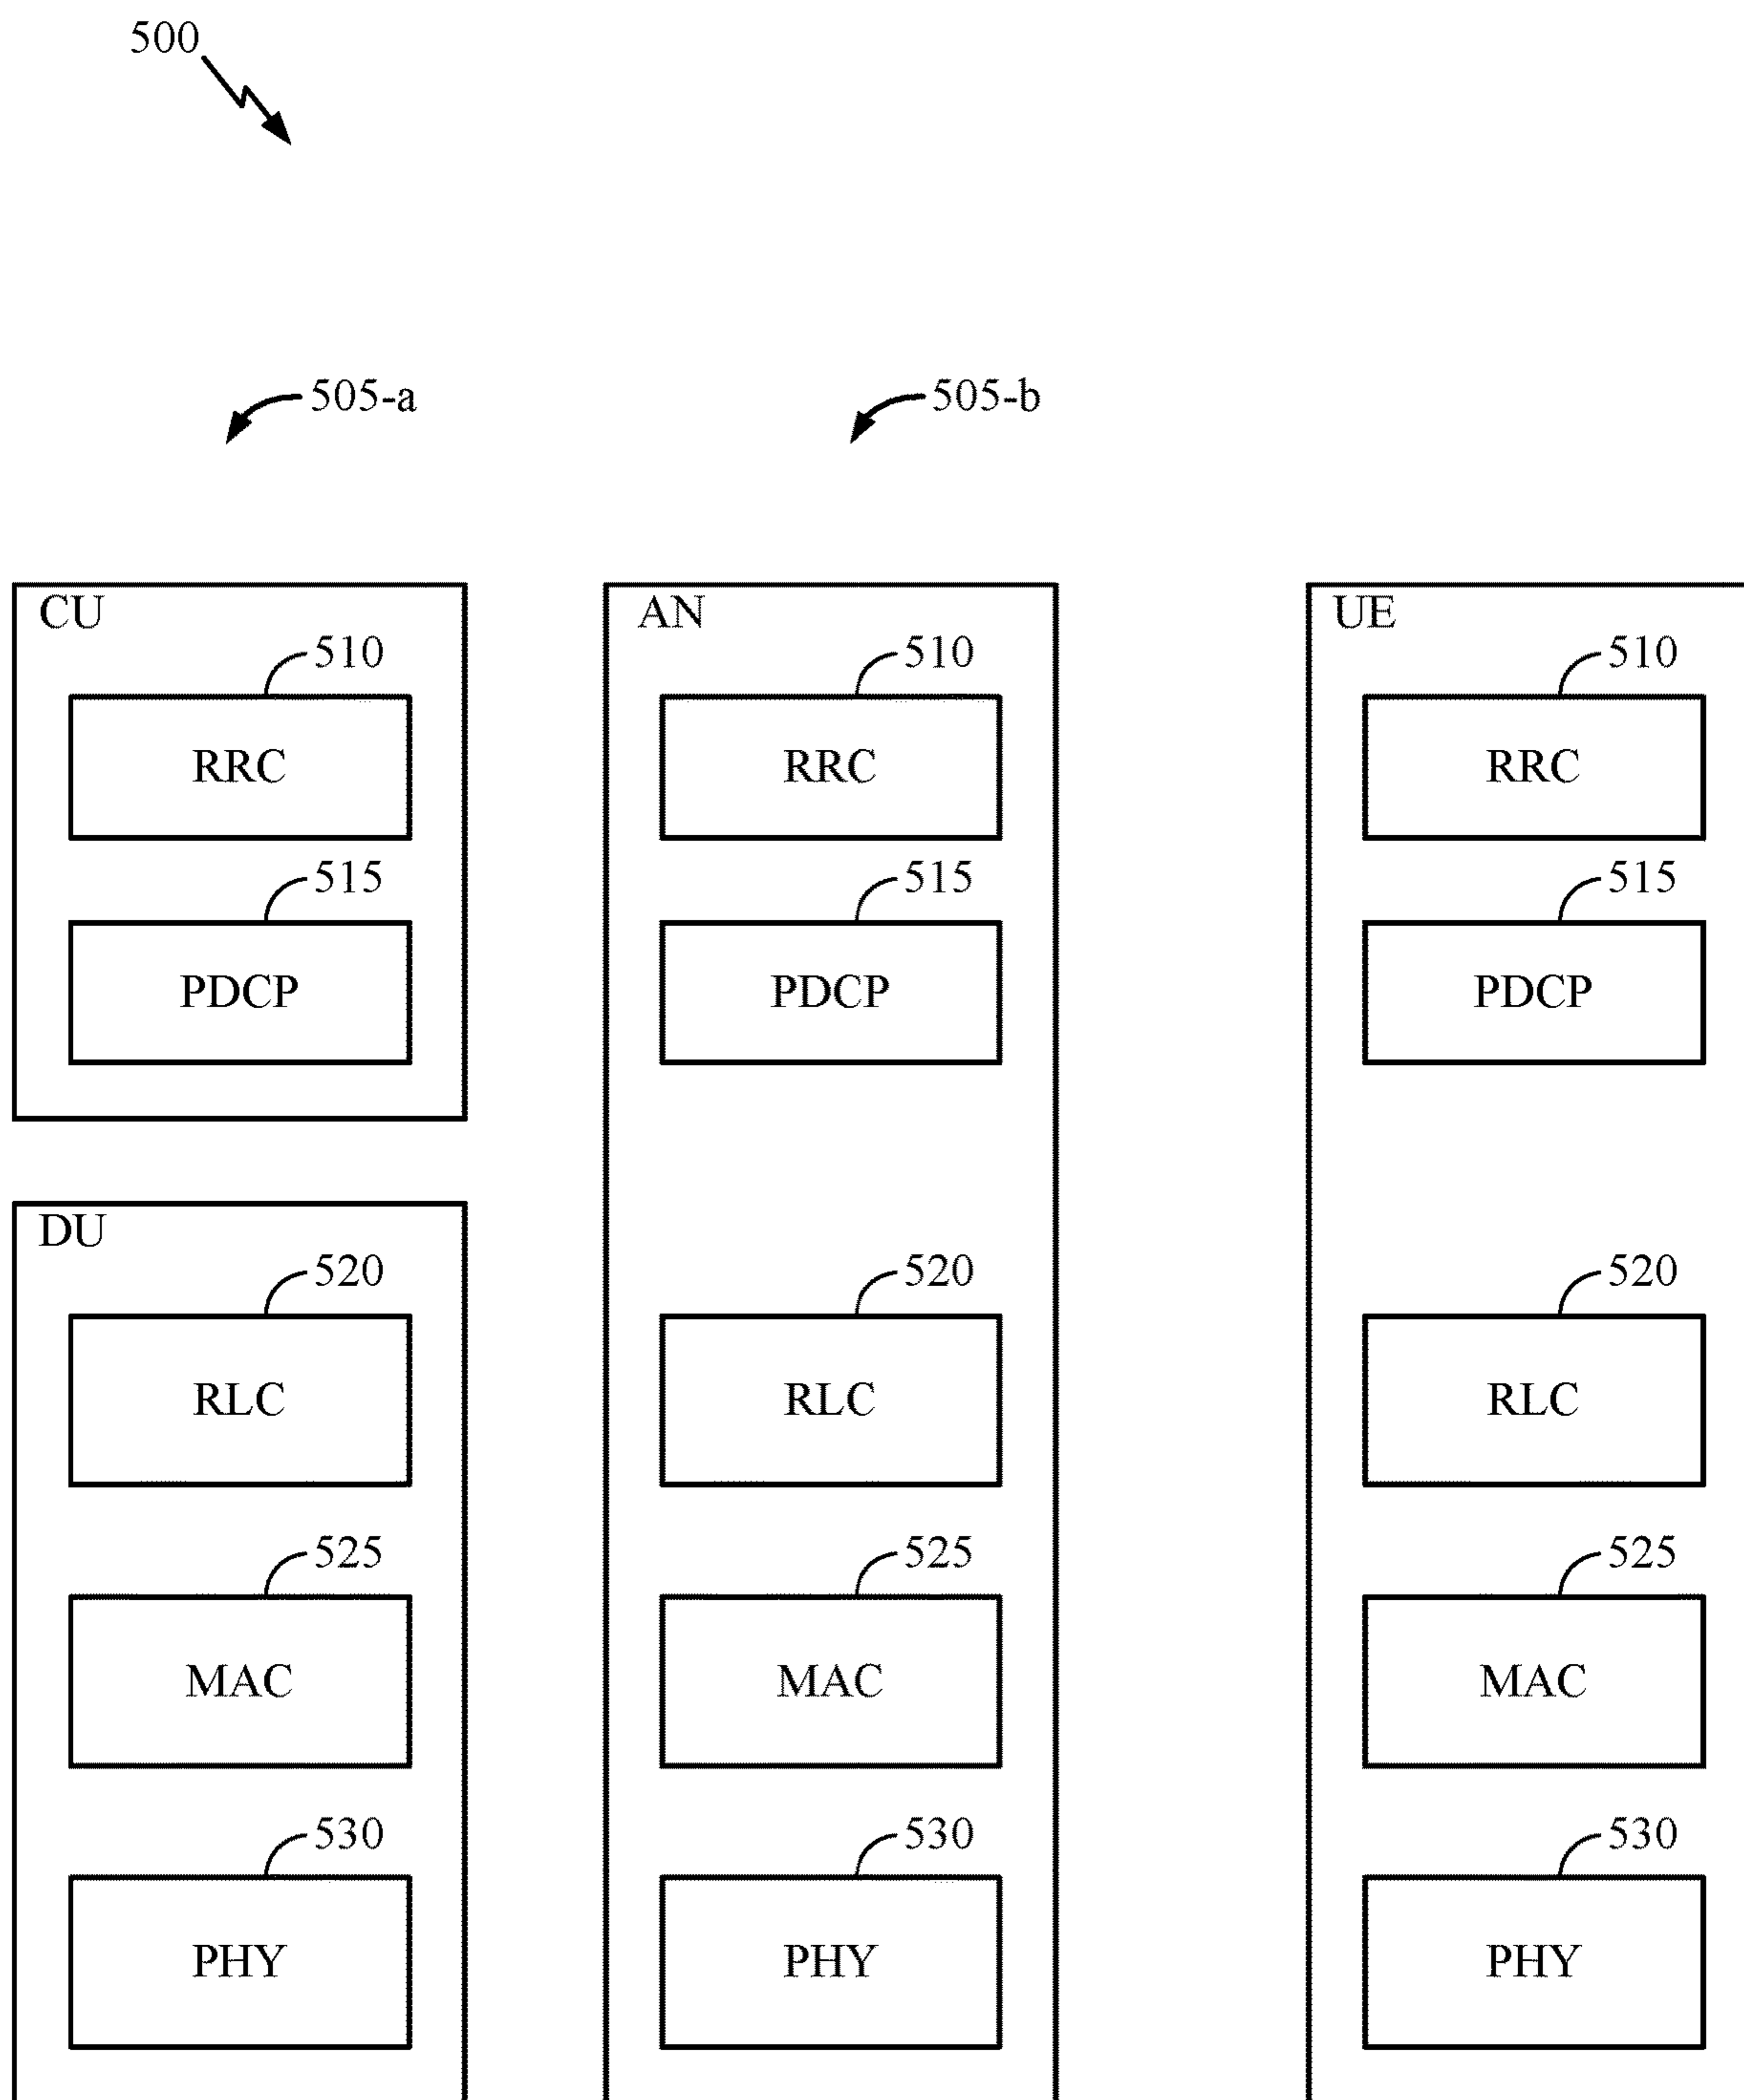 500
505-a 505-b
CU AN UE
510 510 510
RRC RRC RRC
515 515 515
PDCP PDCP PDCP
DU
520 520 520
RLC RLC RLC
525 525 525
MAC MAC MAC
530 530 530
PHY PHY PHY